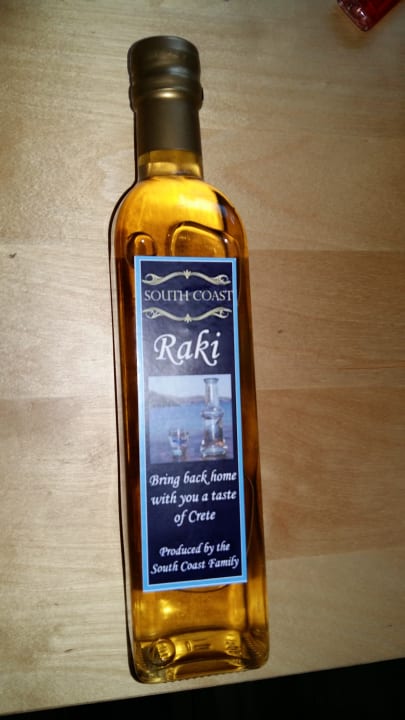 SOUTH COAST
Raki
Bring back home
with you a taste
of Crete
Produced by the
South Coast Family